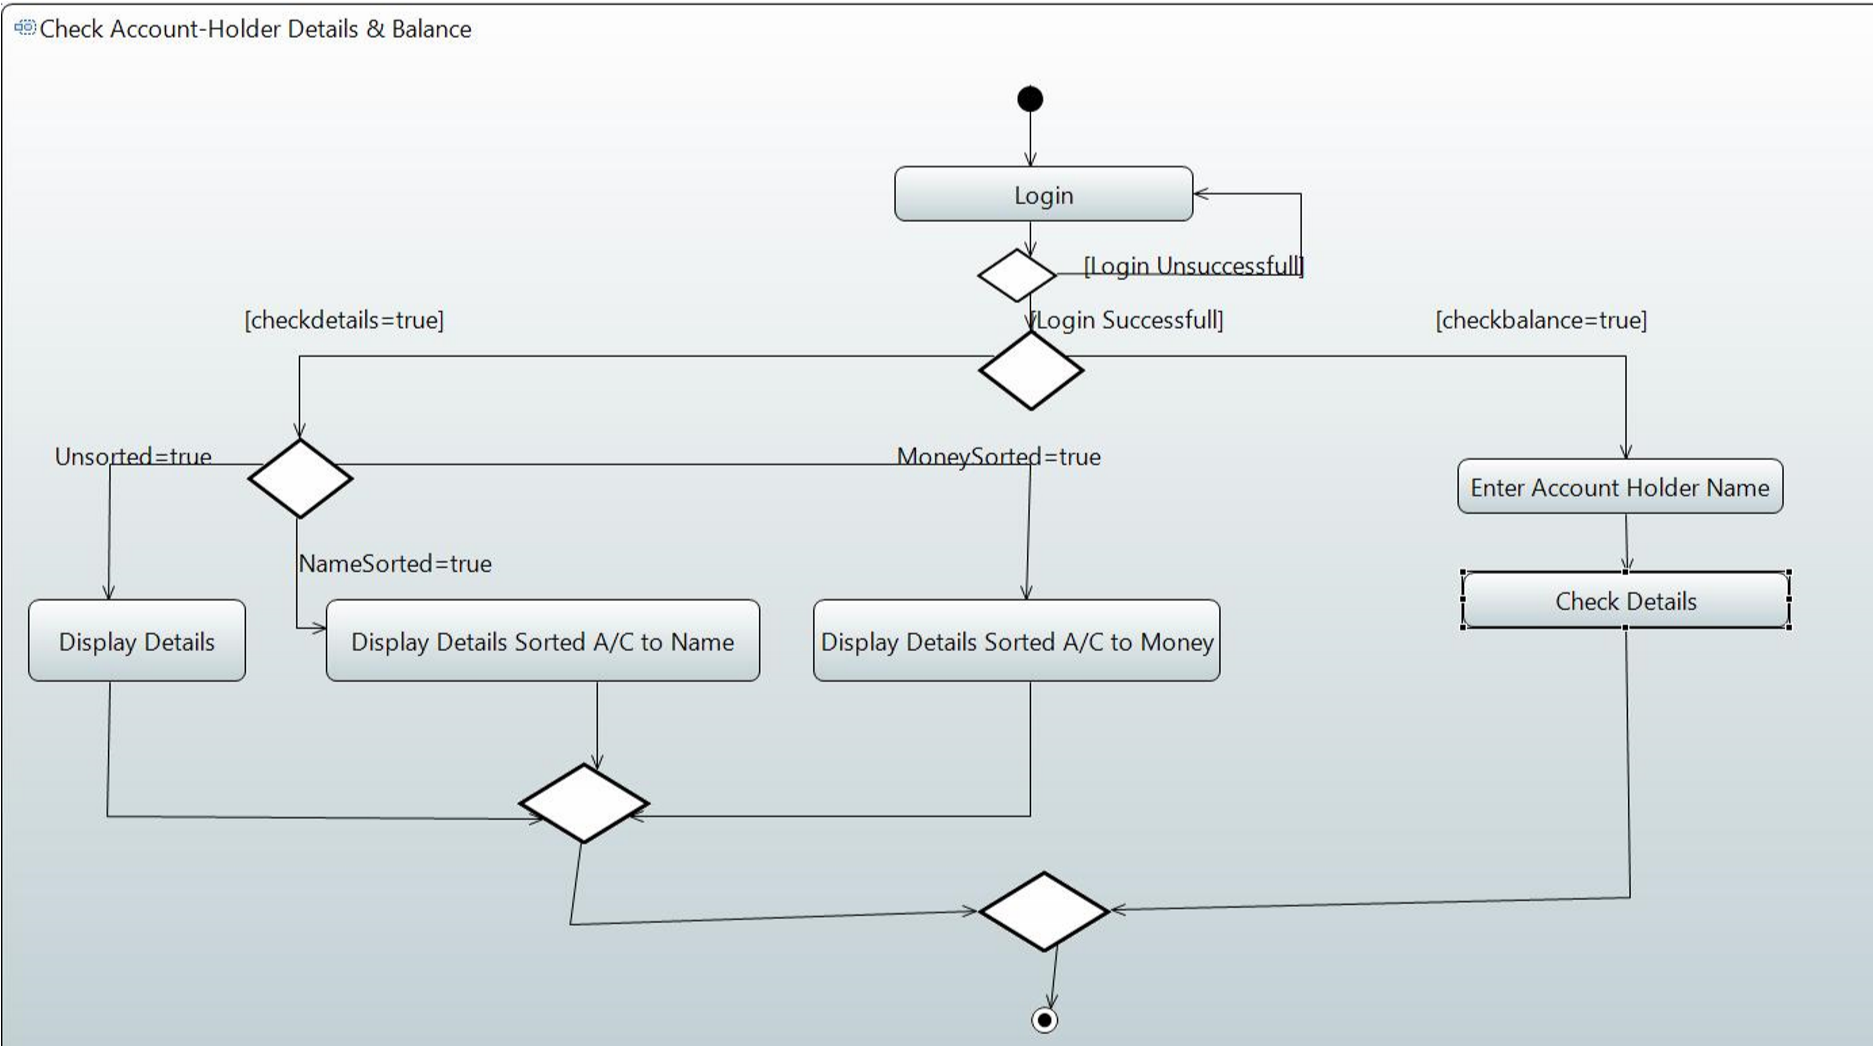 Check Account-Holder Details & Balance
Login
[Login Unsuccessfull]
[checkdetails=true]
[Login Successfull]
[checkbalance=true]
Unsorted=true
MoneySorted=true
Enter Account Holder Name
NameSorted=true
Check Details
Display Details
Display Details Sorted A/C to Name
Display Details Sorted A/C to Money